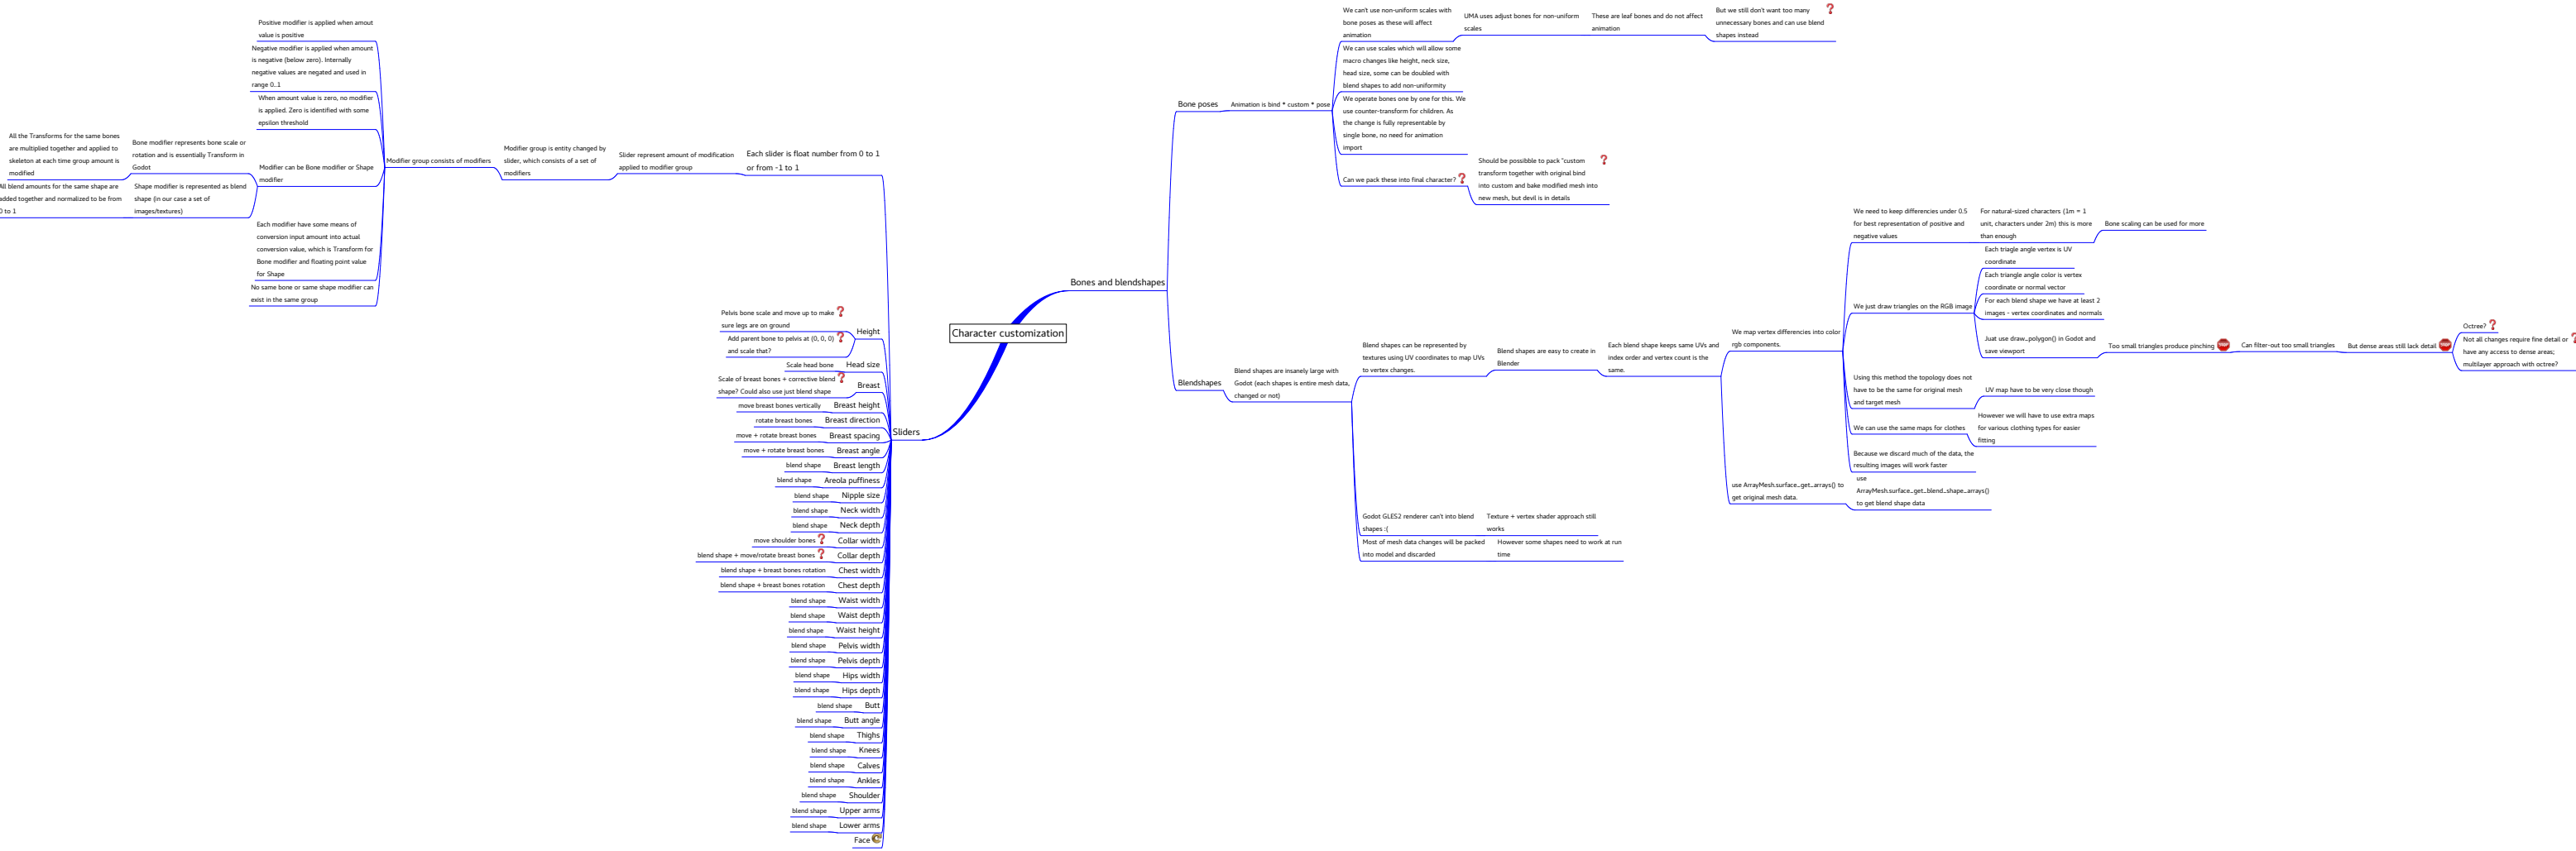 Character customization
Bones and blendshapes
Bone poses
Animation is bind * custom * pose
We can't use non-uniform scales with
bone poses as these will affect
animation
UMA uses adjust bones for non-uniform
scales
These are leaf bones and do not affect
animation
But we still don't want too many
unnecessary bones and can use blend
shapes instead
We can use scales which will allow some
macro changes like height, neck size,
head size, some can be doubled with
blend shapes to add non-uniformity
We operate bones one by one for this. We
use counter-transform for children. As
the change is fully representable by
single bone, no need for animation
import
Can we pack these into final character?
Should be possibble to pack "custom
transform together with original bind
into custom and bake modified mesh into
new mesh, but devil is in details
Blendshapes
Blend shapes are insanely large with
Godot (each shapes is entire mesh data,
changed or not)
Blend shapes can be represented by
textures using UV coordinates to map UVs
to vertex changes.
Blend shapes are easy to create in
Blender
Each blend shape keeps same UVs and
index order and vertex count is the
same.
We map vertex differencies into color
rgb components.
We need to keep differencies under 0.5
for best representation of positive and
negative values
For natural-sized characters (1m = 1
unit, characters under 2m) this is more
than enough
Bone scaling can be used for more
We just draw triangles on the RGB image
Each triagle angle vertex is UV
coordinate
Each triangle angle color is vertex
coordinate or normal vector
For each blend shape we have at least 2
images - vertex coordinates and normals
Juat use draw_polygon() in Godot and
save viewport
Too small triangles produce pinching
Can filter-out too small triangles
But dense areas still lack detail
Octree?
Not all changes require fine detail or
have any access to dense areas;
multilayer approach with octree?
Using this method the topology does not
have to be the same for original mesh
and target mesh
UV map have to be very close though
We can use the same maps for clothes
However we will have to use extra maps
for various clothing types for easier
fitting
Because we discard much of the data, the
resulting images will work faster
use ArrayMesh.surface_get_arrays() to
get original mesh data.
use
ArrayMesh.surface_get_blend_shape_arrays()
to get blend shape data
Godot GLES2 renderer can't into blend
shapes :(
Texture + vertex shader approach still
works
Most of mesh data changes will be packed
into model and discarded
However some shapes need to work at run
time
Sliders
Each slider is float number from 0 to 1
or from -1 to 1
Slider represent amount of modification
applied to modifier group
Modifier group is entity changed by
slider, which consists of a set of
modifiers
Modifier group consists of modifiers
Positive modifier is applied when amout
value is positive
Negative modifier is applied when amount
is negative (below zero). Internally
negative values are negated and used in
range 0..1
When amount value is zero, no modifier
is applied. Zero is identified with some
epsilon threshold
Modifier can be Bone modifier or Shape
modifier
Bone modifier represents bone scale or
rotation and is essentially Transform in
Godot
All the Transforms for the same bones
are multiplied together and applied to
skeleton at each time group amount is
modified
Shape modifier is represented as blend
shape (in our case a set of
images/textures)
All blend amounts for the same shape are
added together and normalized to be from
0 to 1
Each modifier have some means of
conversion input amount into actual
conversion value, which is Transform for
Bone modifier and floating point value
for Shape
No same bone or same shape modifier can
exist in the same group
Height
Pelvis bone scale and move up to make
sure legs are on ground
Add parent bone to pelvis at (0, 0, 0)
and scale that?
Scale head bone Head size
Scale of breast bones + corrective blend
shape? Could also use just blend shape
Breast
move breast bones vertically Breast height
rotate breast bones Breast direction
move + rotate breast bones Breast spacing
move + rotate breast bones Breast angle
blend shape Breast length
blend shape Areola puffiness
blend shape Nipple size
blend shape Neck width
blend shape Neck depth
move shoulder bones Collar width
blend shape + move/rotate breast bones Collar depth
blend shape + breast bones rotation Chest width
blend shape + breast bones rotation Chest depth
blend shape Waist width
blend shape Waist depth
blend shape Waist height
blend shape Pelvis width
blend shape Pelvis depth
blend shape Hips width
blend shape Hips depth
blend shape Butt
blend shape Butt angle
blend shape Thighs
blend shape Knees
blend shape Calves
blend shape Ankles
blend shape Shoulder
blend shape Upper arms
blend shape Lower arms
Face